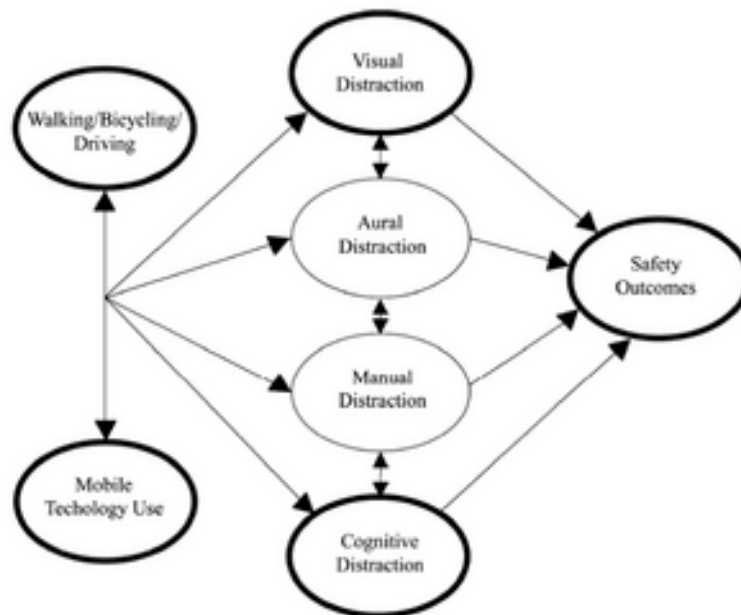 Visual
Distraction
Walking/Bicycling/
Driving
Aural
Distraction
Safety
Outcomes
Manual
Distraction
Mobile
Techology Use
Cognitive
Distraction